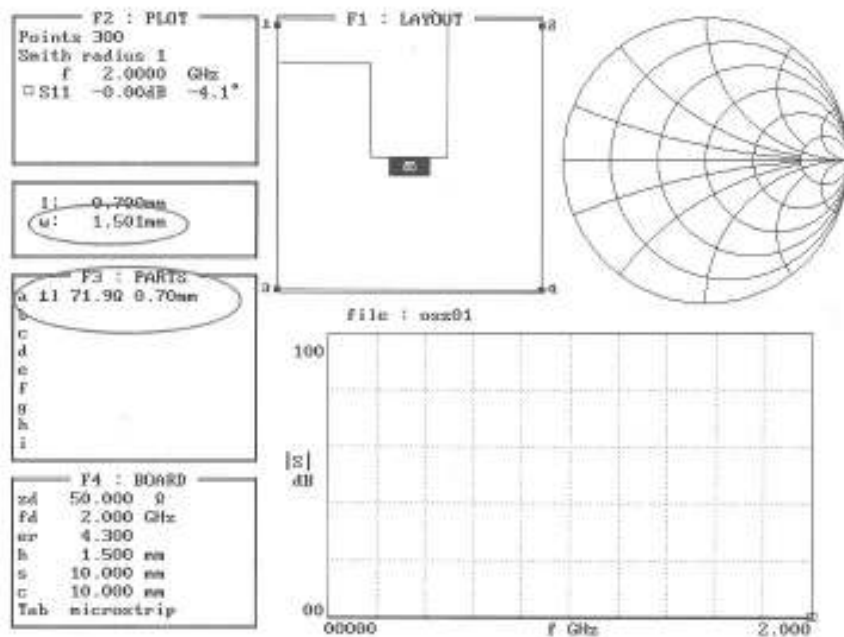 F2 : PLOT
Points 300
Smith radius 1
f 2.0000 GHz
□ S11 -0.00dB -4.1°
l: 0.700mm
w: 1.501mm
F3 : PARTS
a 71.9Ω 0.70mm
b
c
d
e
f
g
h
i
F4 : BOARD
zd 50.000 Ω
fd 2.000 GHz
er 4.300
h 1.500 mm
s 10.000 mm
c 10.000 mm
Tab microstrip
F1 : LAYOUT
1
2
3
4
file : osz01
100
|S|
dB
00
00000
f GHz
2.000